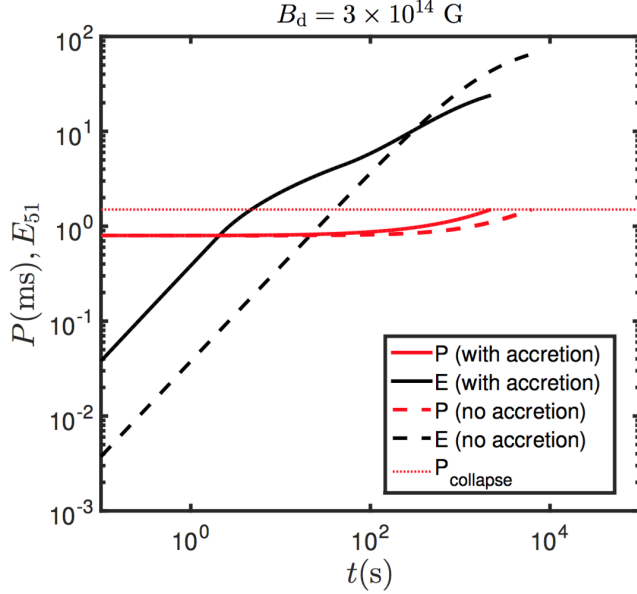 B_d = 3 × 10^14 G
10^2
10^1
10^0
10^-1
10^-2
10^-3
P(ms), E_51
10^0
10^2
10^4
t(s)
P (with accretion)
E (with accretion)
P (no accretion)
E (no accretion)
P_collapse